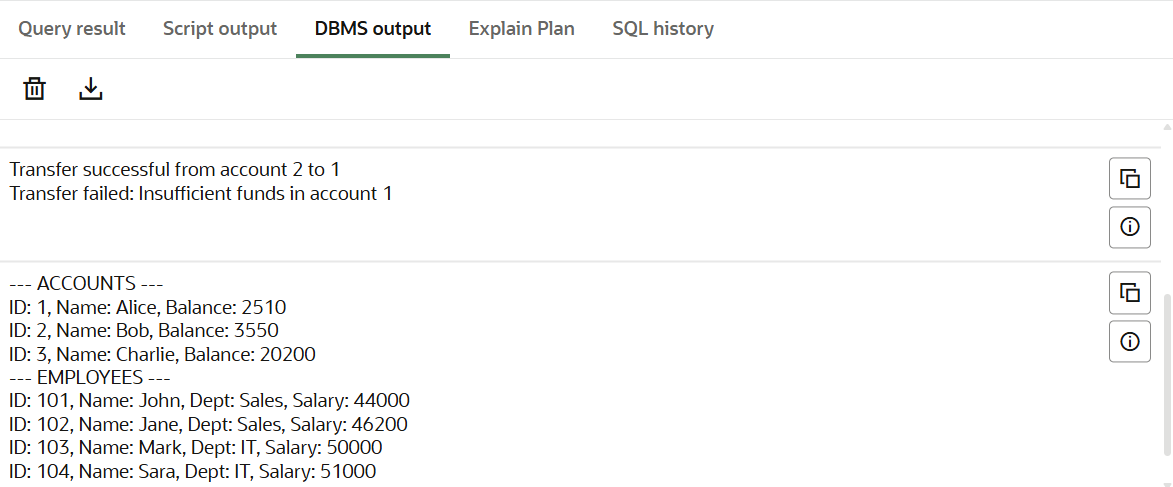 Query result Script output DBMS output Explain Plan SQL history
Transfer successful from account 2 to 1
Transfer failed: Insufficient funds in account 1
--- ACCOUNTS ---
ID: 1, Name: Alice, Balance: 2510
ID: 2, Name: Bob, Balance: 3550
ID: 3, Name: Charlie, Balance: 20200
--- EMPLOYEES ---
ID: 101, Name: John, Dept: Sales, Salary: 44000
ID: 102, Name: Jane, Dept: Sales, Salary: 46200
ID: 103, Name: Mark, Dept: IT, Salary: 50000
ID: 104, Name: Sara, Dept: IT, Salary: 51000